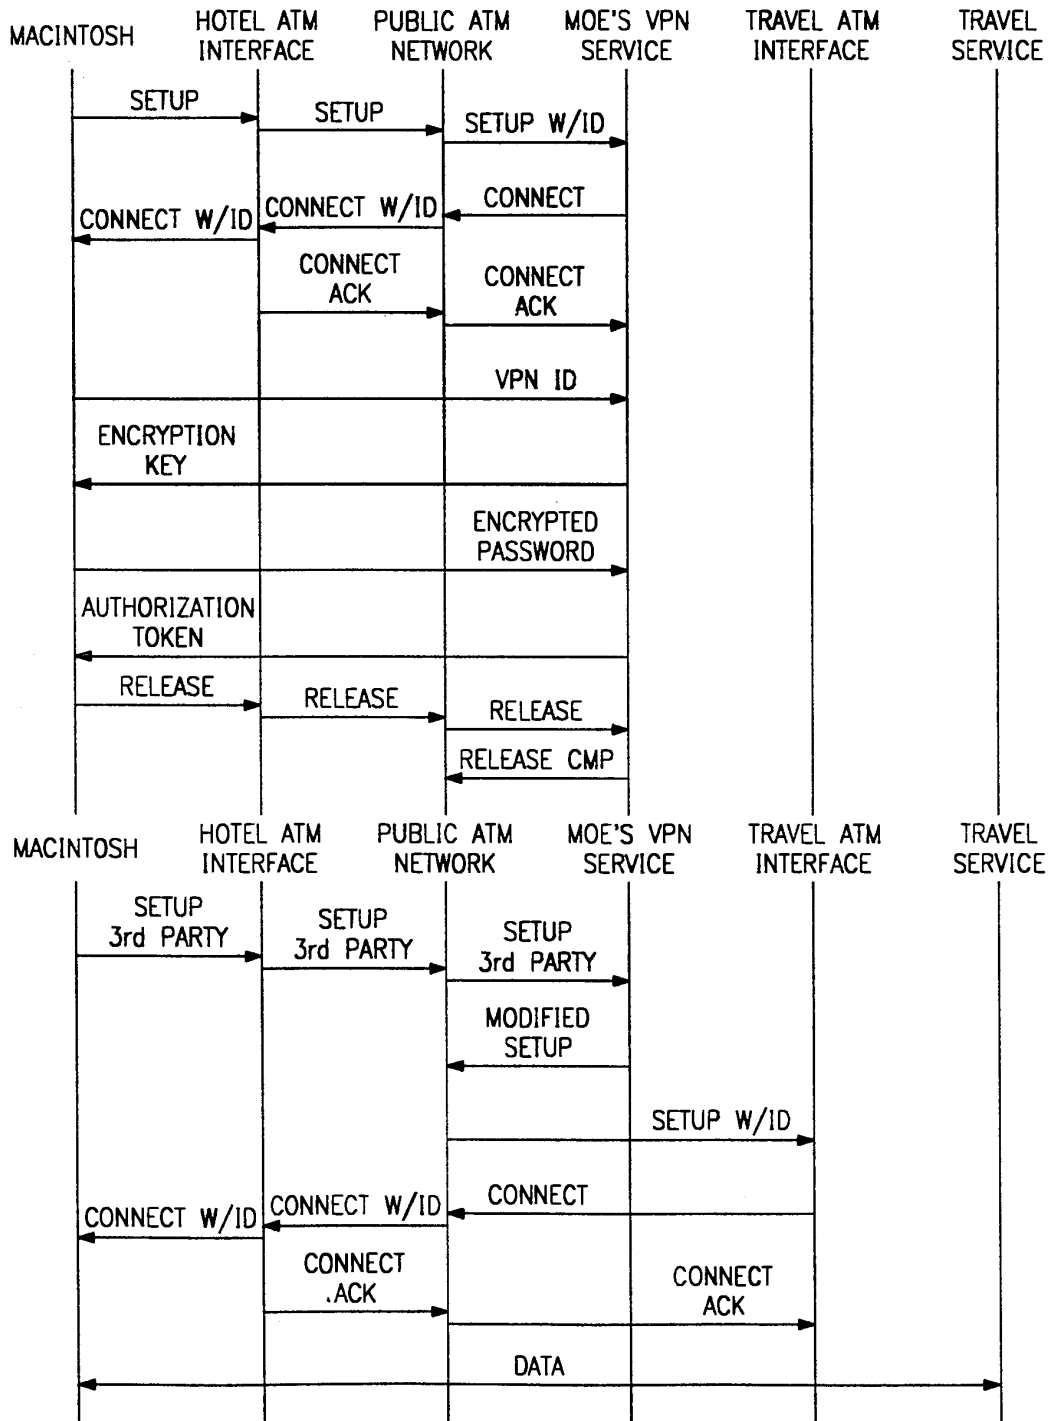 MACINTOSH
HOTEL ATM
INTERFACE
PUBLIC ATM
NETWORK
MOE'S VPN
SERVICE
TRAVEL ATM
INTERFACE
TRAVEL
SERVICE
SETUP
SETUP
SETUP W/ID
CONNECT
CONNECT W/ID
CONNECT W/ID
CONNECT
ACK
CONNECT
ACK
VPN ID
ENCRYPTION
KEY
ENCRYPTED
PASSWORD
AUTHORIZATION
TOKEN
RELEASE
RELEASE
RELEASE
RELEASE CMP
MACINTOSH
HOTEL ATM
INTERFACE
PUBLIC ATM
NETWORK
MOE'S VPN
SERVICE
TRAVEL ATM
INTERFACE
TRAVEL
SERVICE
SETUP
3rd PARTY
SETUP
3rd PARTY
SETUP
3rd PARTY
MODIFIED
SETUP
SETUP W/ID
CONNECT
CONNECT W/ID
CONNECT W/ID
CONNECT
ACK
CONNECT
ACK
DATA